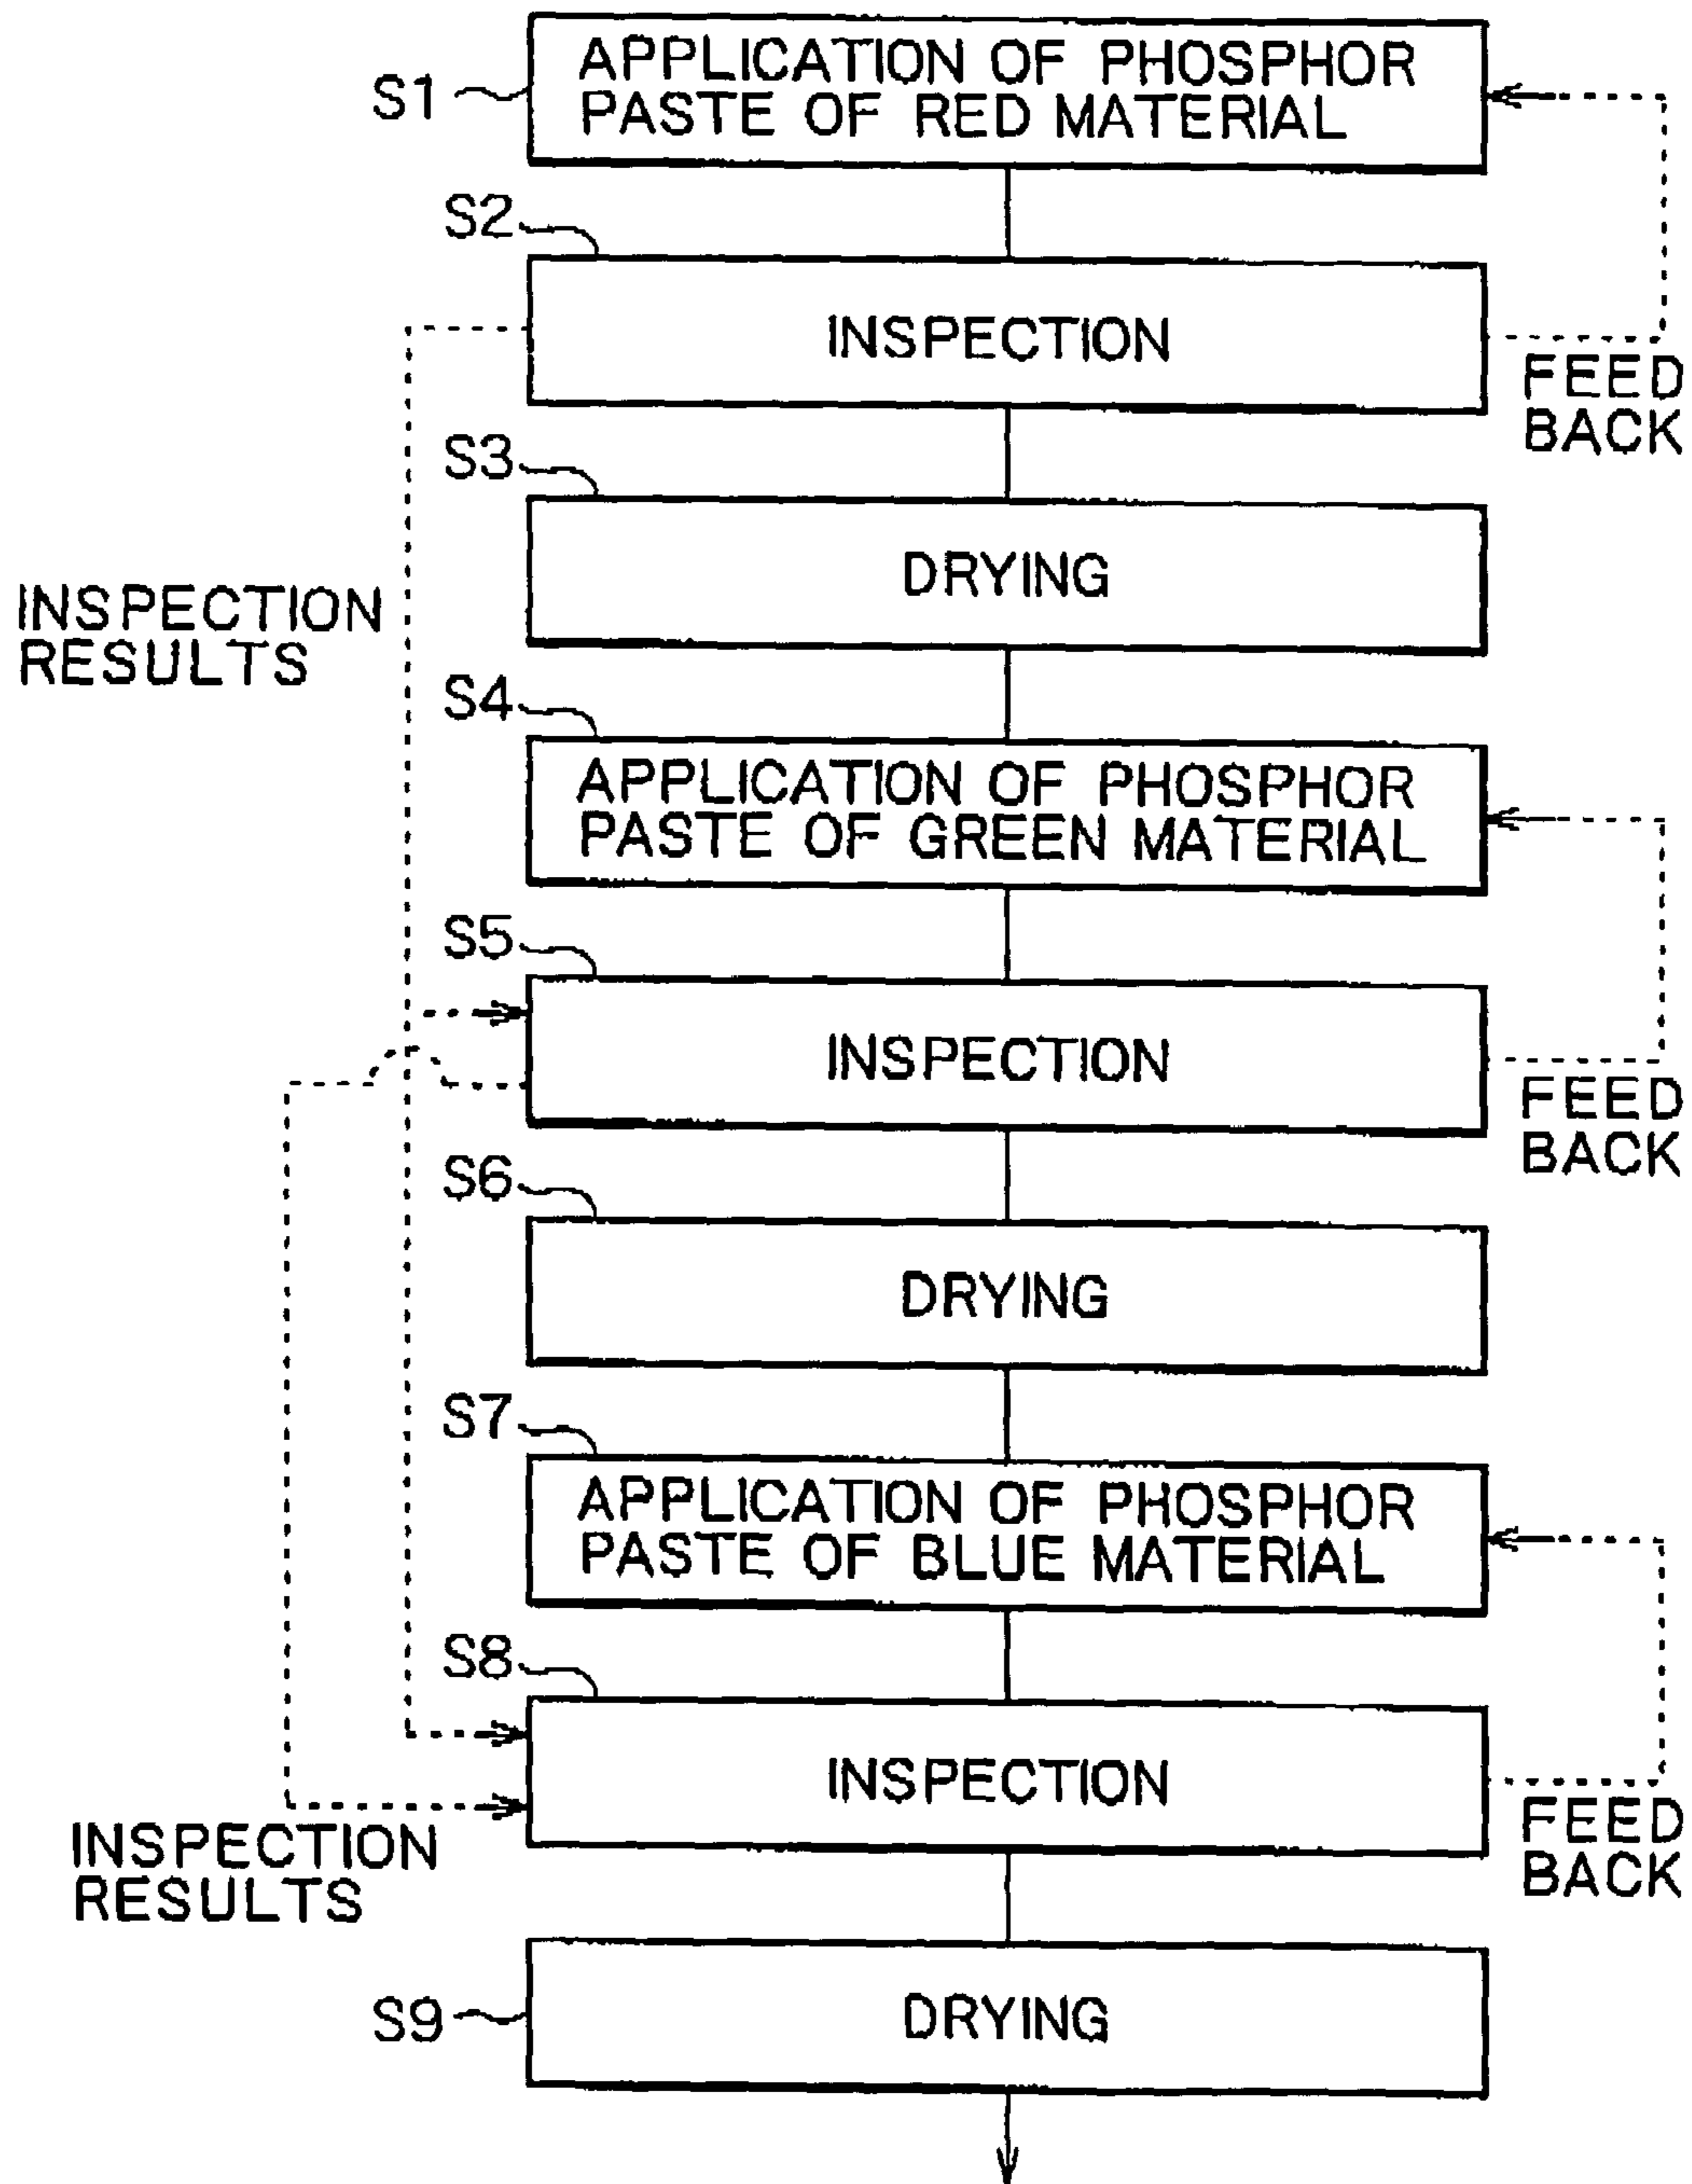 S1
APPLICATION OF PHOSPHOR
PASTE OF RED MATERIAL
S2
INSPECTION
FEED
BACK
S3
DRYING
INSPECTION
RESULTS
S4
APPLICATION OF PHOSPHOR
PASTE OF GREEN MATERIAL
S5
INSPECTION
FEED
BACK
S6
DRYING
S7
APPLICATION OF PHOSPHOR
PASTE OF BLUE MATERIAL
S8
INSPECTION
FEED
BACK
INSPECTION
RESULTS
S9
DRYING